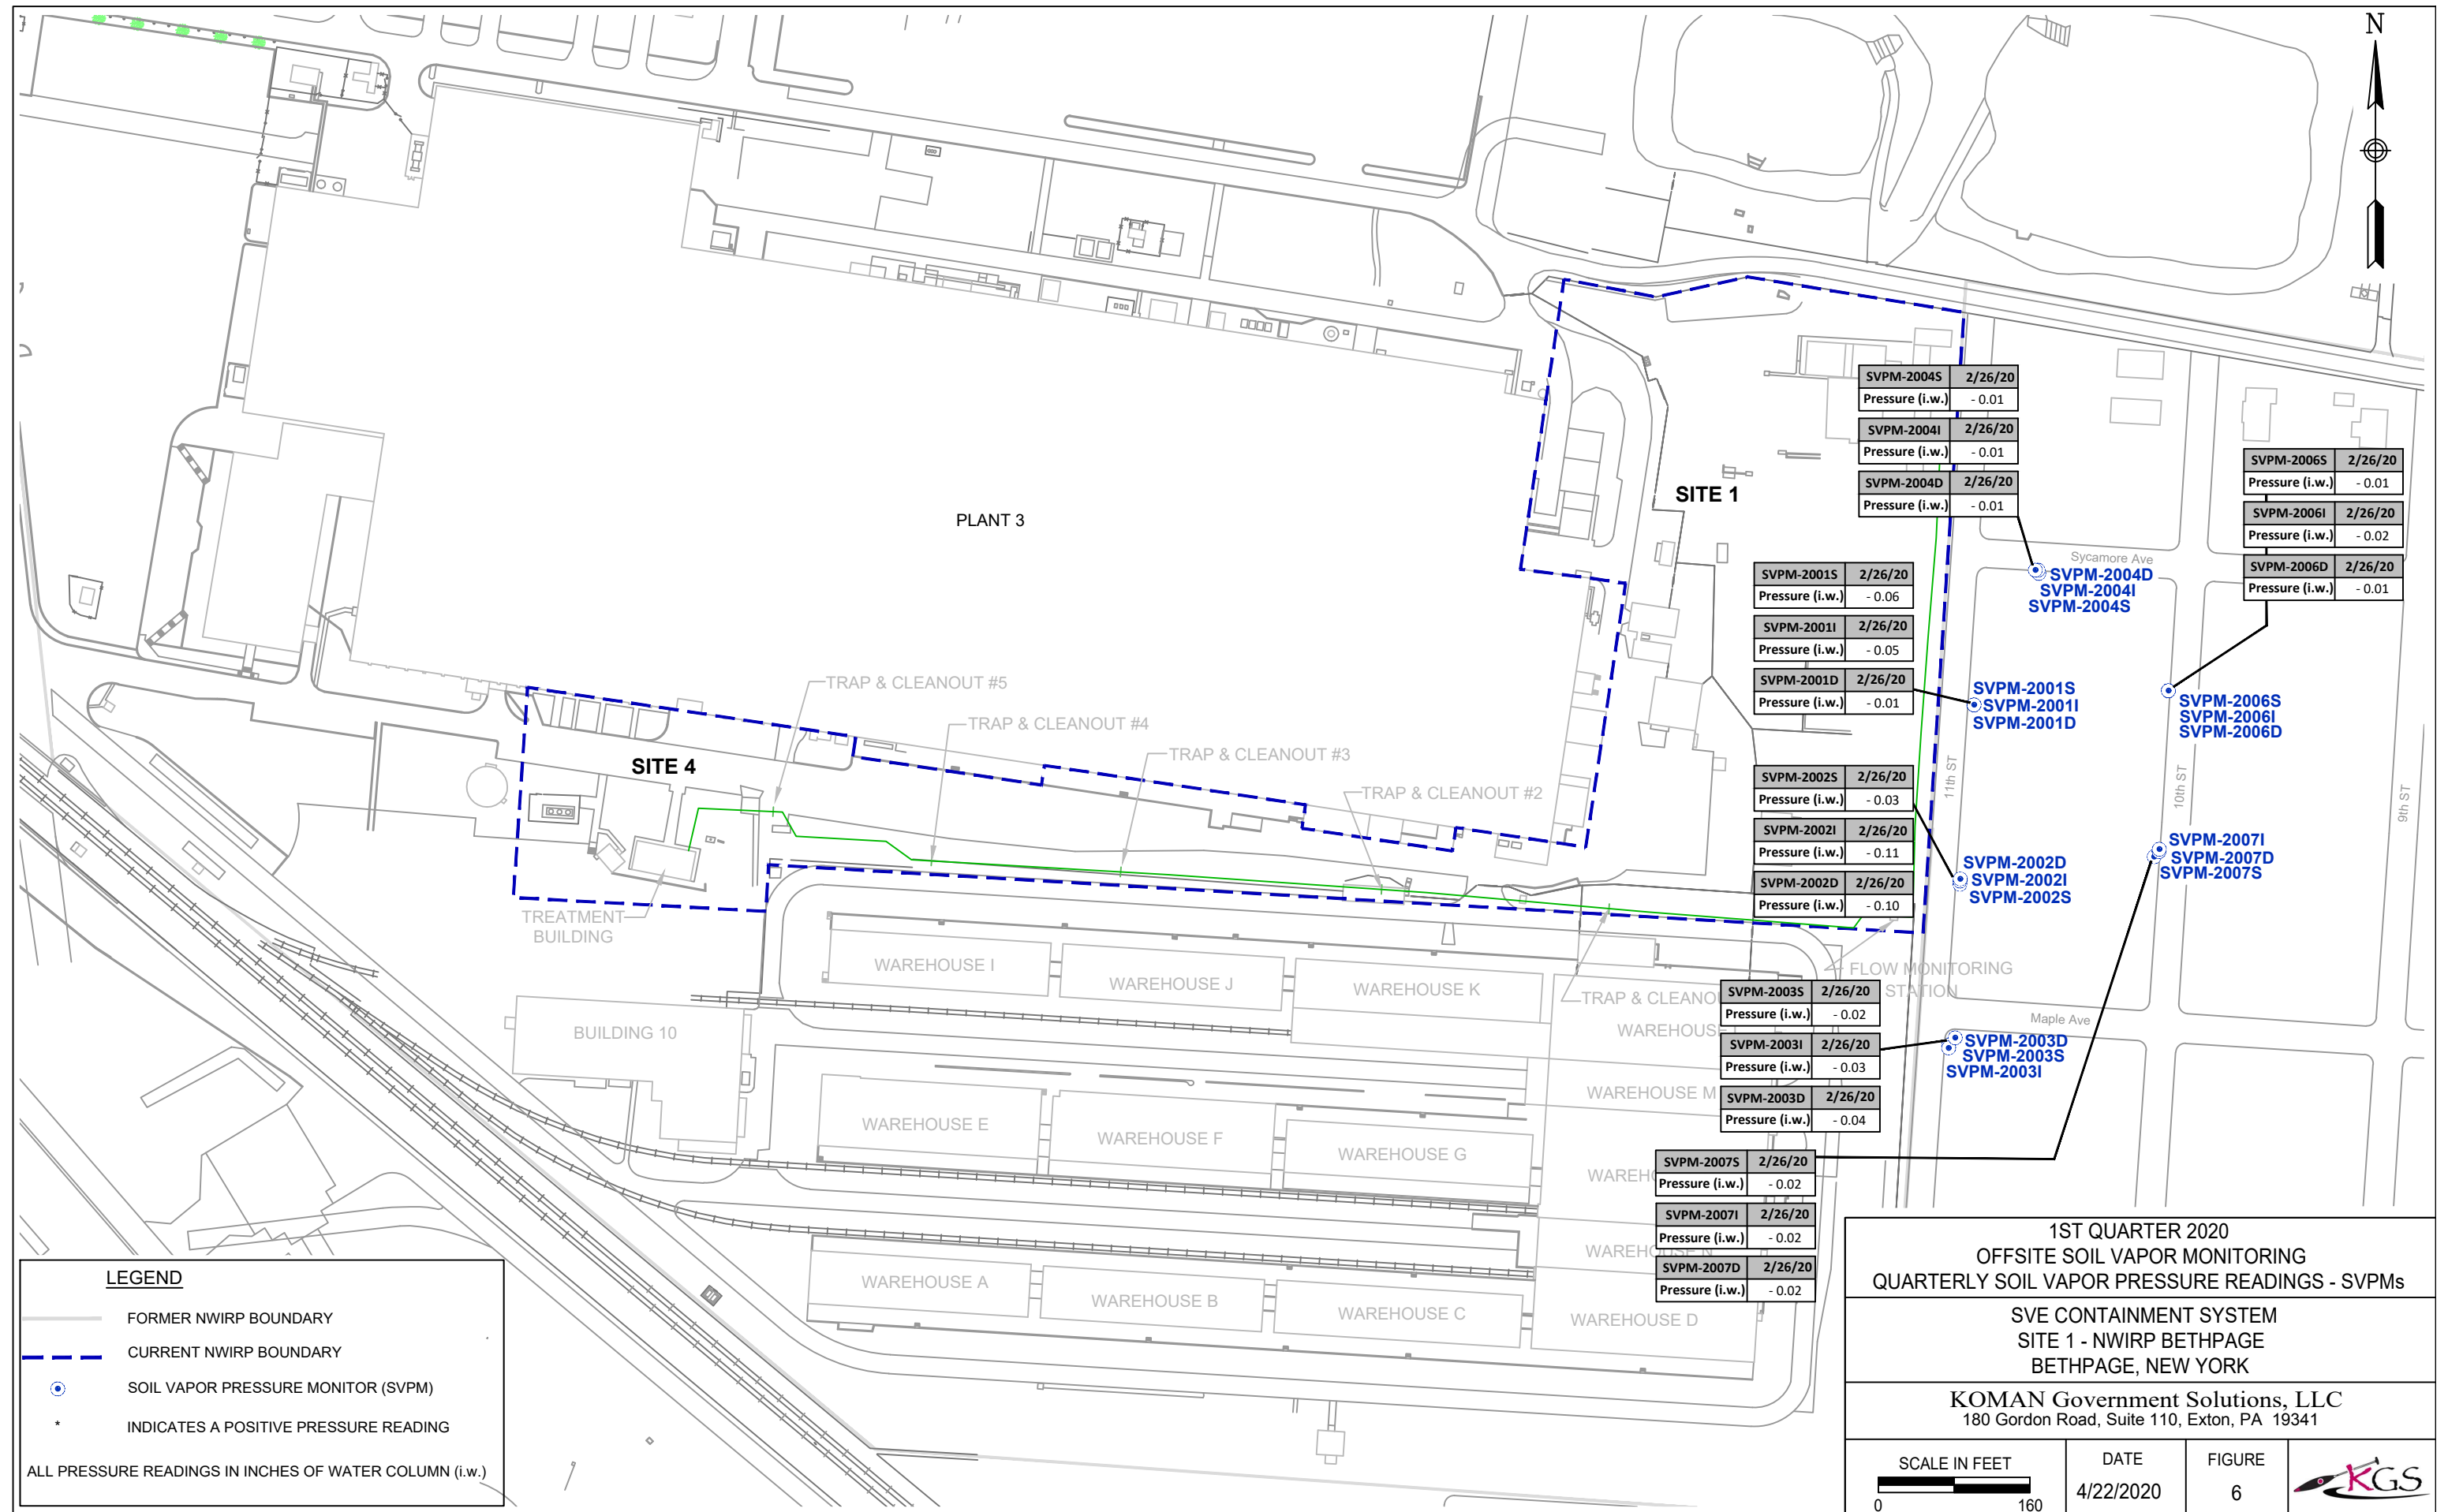 N
PLANT 3
SITE 1
SITE 4
SVPM-2004S 2/26/20
Pressure (i.w.) - 0.01
SVPM-2004I 2/26/20
Pressure (i.w.) - 0.01
SVPM-2004D 2/26/20
Pressure (i.w.) - 0.01
SVPM-2006S 2/26/20
Pressure (i.w.) - 0.01
SVPM-2006I 2/26/20
Pressure (i.w.) - 0.02
SVPM-2006D 2/26/20
Pressure (i.w.) - 0.01
Sycamore Ave
SVPM-2004D
SVPM-2004I
SVPM-2004S
SVPM-2001S 2/26/20
Pressure (i.w.) - 0.06
SVPM-2001I 2/26/20
Pressure (i.w.) - 0.05
SVPM-2001D 2/26/20
Pressure (i.w.) - 0.01
SVPM-2001S
SVPM-2001I
SVPM-2001D
SVPM-2006S
SVPM-2006I
SVPM-2006D
TRAP & CLEANOUT #5
TRAP & CLEANOUT #4
TRAP & CLEANOUT #3
TRAP & CLEANOUT #2
11th ST
10th ST
9th ST
SVPM-2002S 2/26/20
Pressure (i.w.) - 0.03
SVPM-2002I 2/26/20
Pressure (i.w.) - 0.11
SVPM-2002D 2/26/20
Pressure (i.w.) - 0.10
SVPM-2002D
SVPM-2002I
SVPM-2002S
SVPM-2007I
SVPM-2007D
SVPM-2007S
TREATMENT
BUILDING
FLOW MONITORING
STATION
WAREHOUSE I
WAREHOUSE J
WAREHOUSE K
TRAP & CLEANO
WAREHOUS
BUILDING 10
SVPM-2003S 2/26/20
Pressure (i.w.) - 0.02
SVPM-2003I 2/26/20
Pressure (i.w.) - 0.03
SVPM-2003D 2/26/20
Pressure (i.w.) - 0.04
Maple Ave
SVPM-2003D
SVPM-2003S
SVPM-2003I
WAREHOUSE E
WAREHOUSE F
WAREHOUSE G
WAREHOUSE M
WAREH
SVPM-2007S 2/26/20
Pressure (i.w.) - 0.02
SVPM-2007I 2/26/20
Pressure (i.w.) - 0.02
SVPM-2007D 2/26/20
Pressure (i.w.) - 0.02
WAREHOUSE N
WAREHOUSE A
WAREHOUSE B
WAREHOUSE C
WAREHOUSE D
LEGEND
FORMER NWIRP BOUNDARY
CURRENT NWIRP BOUNDARY
SOIL VAPOR PRESSURE MONITOR (SVPM)
* INDICATES A POSITIVE PRESSURE READING
ALL PRESSURE READINGS IN INCHES OF WATER COLUMN (i.w.)
1ST QUARTER 2020
OFFSITE SOIL VAPOR MONITORING
QUARTERLY SOIL VAPOR PRESSURE READINGS - SVPMs
SVE CONTAINMENT SYSTEM
SITE 1 - NWIRP BETHPAGE
BETHPAGE, NEW YORK
KOMAN Government Solutions, LLC
180 Gordon Road, Suite 110, Exton, PA 19341
SCALE IN FEET
0 160
DATE
4/22/2020
FIGURE
6
KGS